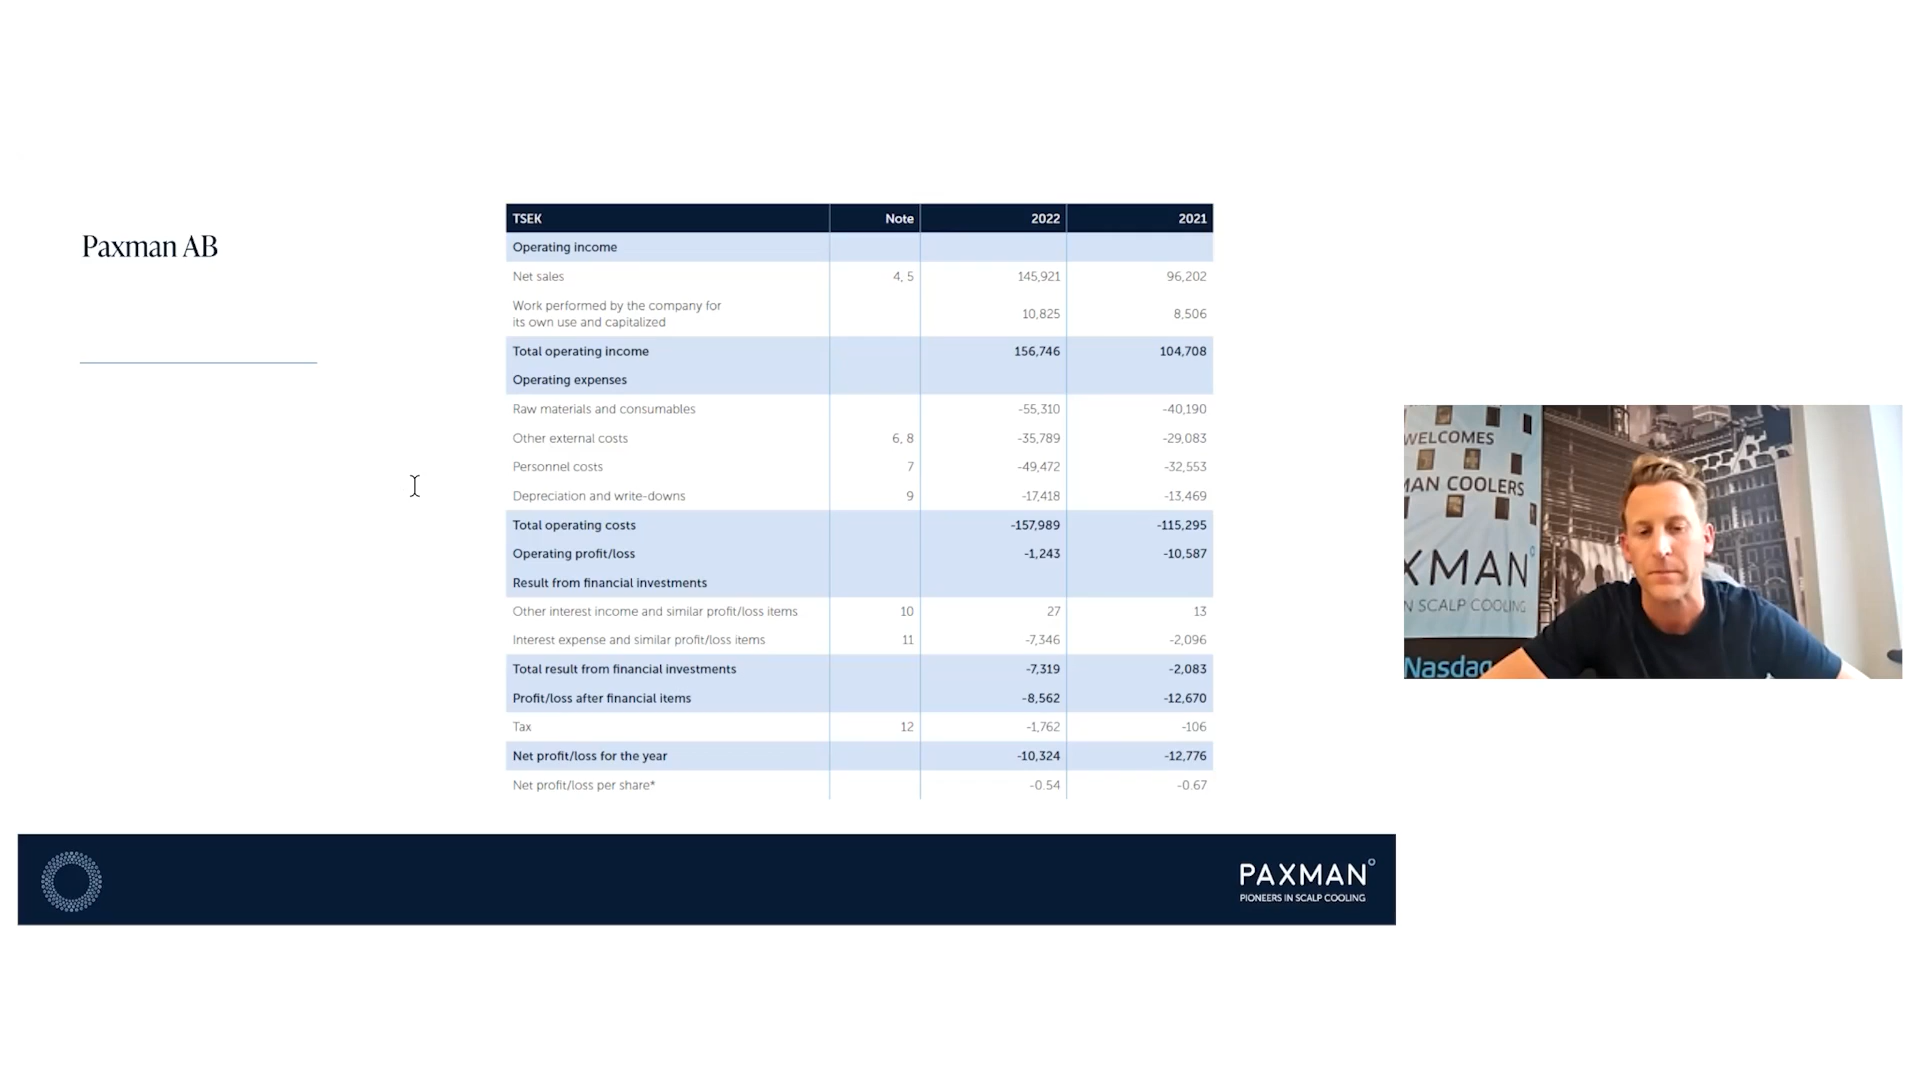 Paxman AB
TSEK Note 2022 2021
Operating income
Net sales 4, 5 145,921 96,202
Work performed by the company for
its own use and capitalized 10,825 8,506
Total operating income 156,746 104,708
Operating expenses
Raw materials and consumables -55,310 -40,190
Other external costs 6, 8 -35,789 -29,083
Personnel costs 7 -49,472 -32,553
Depreciation and write-downs 9 -17,418 -13,469
Total operating costs -157,989 -115,295
Operating profit/loss -1,243 -10,587
Result from financial investments
Other interest income and similar profit/loss items 10 27 13
Interest expense and similar profit/loss items 11 -7,346 -2,096
Total result from financial investments -7,319 -2,083
Profit/loss after financial items -8,562 -12,670
Tax 12 -1,762 -106
Net profit/loss for the year -10,324 -12,776
Net profit/loss per share* -0.54 -0.67
WELCOMES
MAN COOLERS
XMAN
N SCALP COOLING
Nasdaq
PAXMAN
PIONEERS IN SCALP COOLING